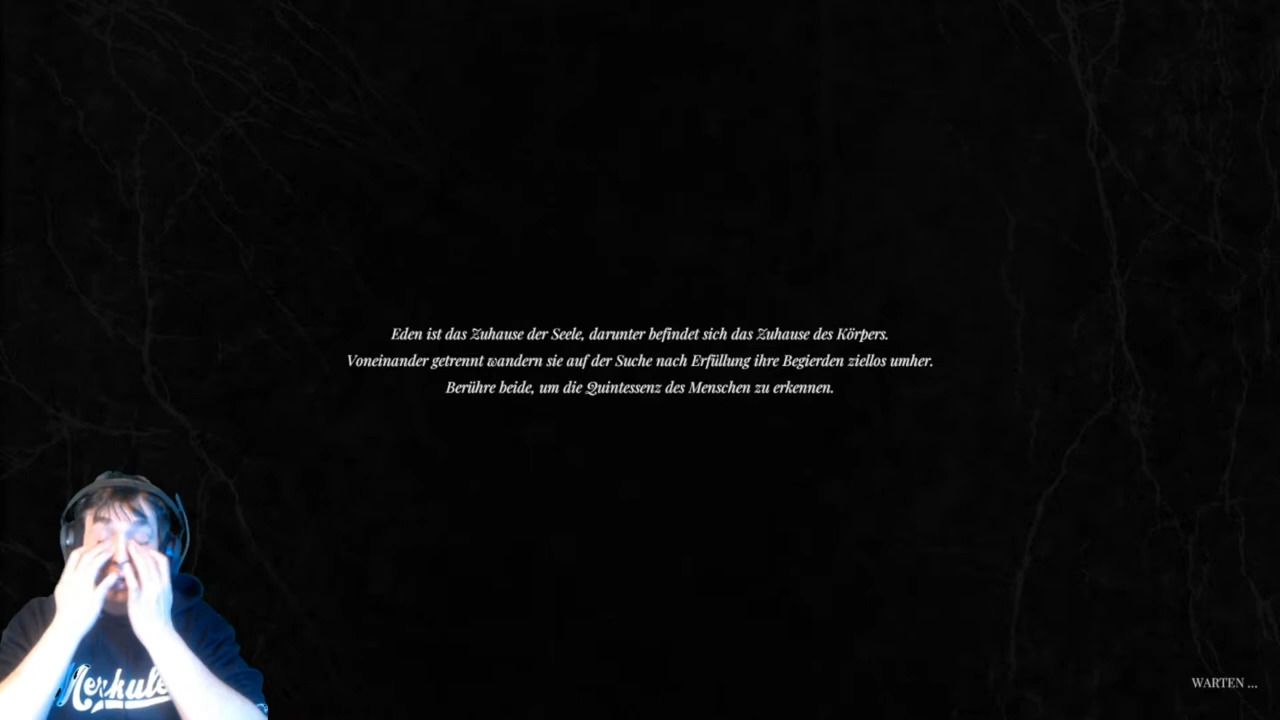 Eden ist das Zuhause der Seele, darunter befindet sich das Zuhause des Körpers.
Voneinander getrennt wandern sie auf der Suche nach Erfüllung ihre Begierden ziellos umher.
Berühre beide, um die Quintessenz des Menschen zu erkennen.
WARTEN ...